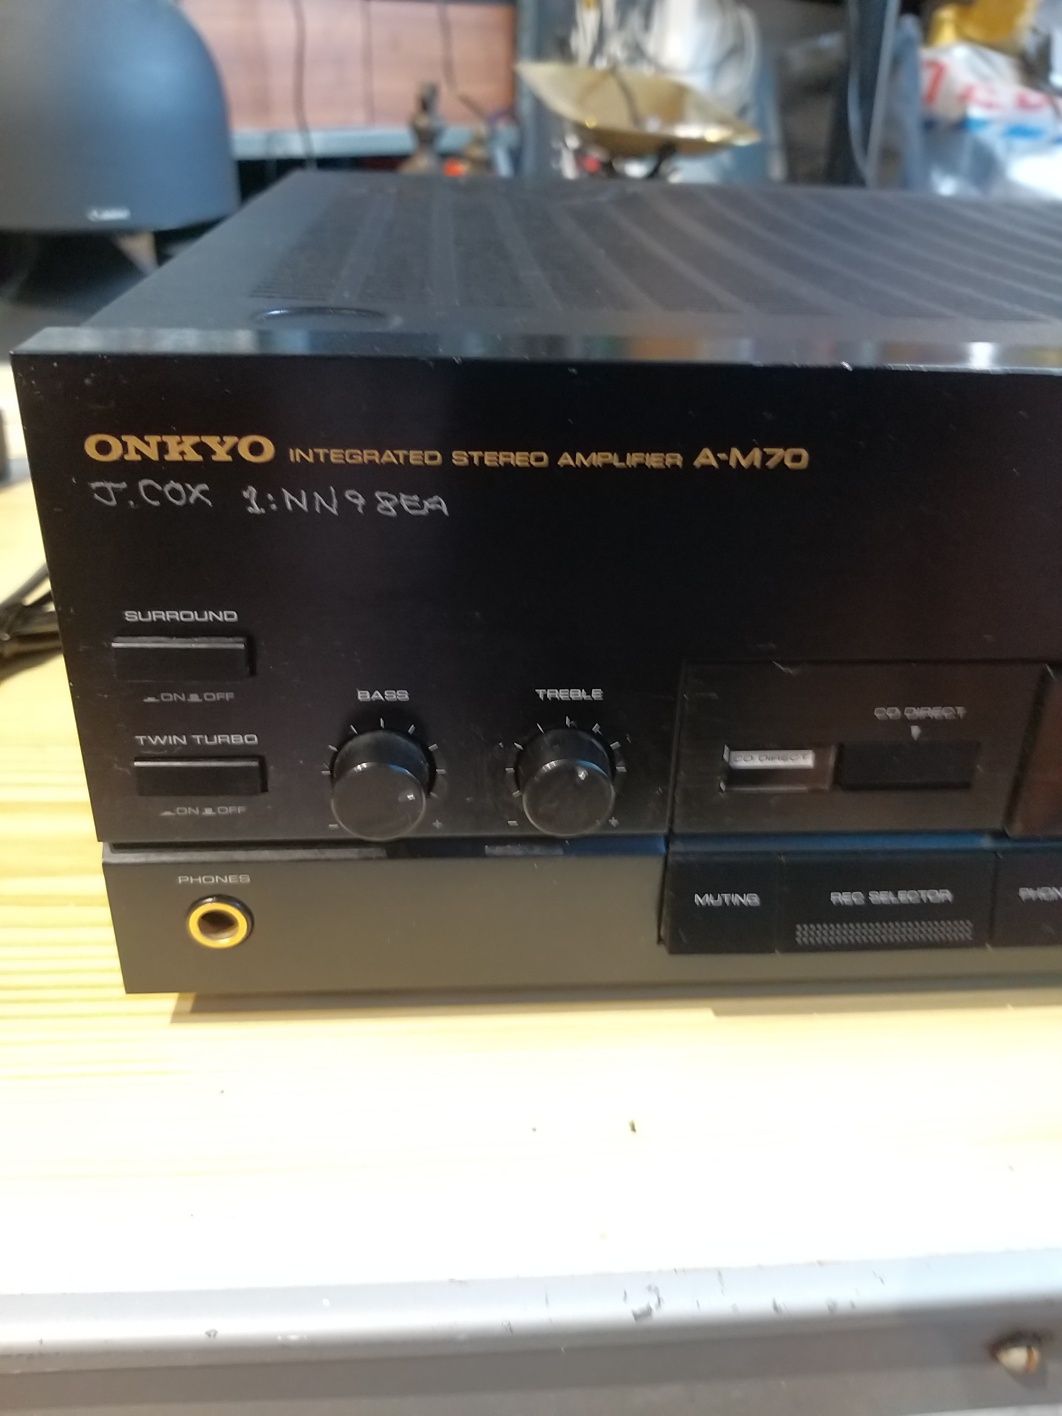 ONKYO INTEGRATED STEREO AMPLIFIER A-M70
J.COX 1:NN98EA
SURROUND
ON OFF
TWIN TURBO
ON OFF
BASS
- +
TREBLE
- +
CD DIRECT
CD DIRECT
PHONES
MUTING
REC SELECTOR
PHON